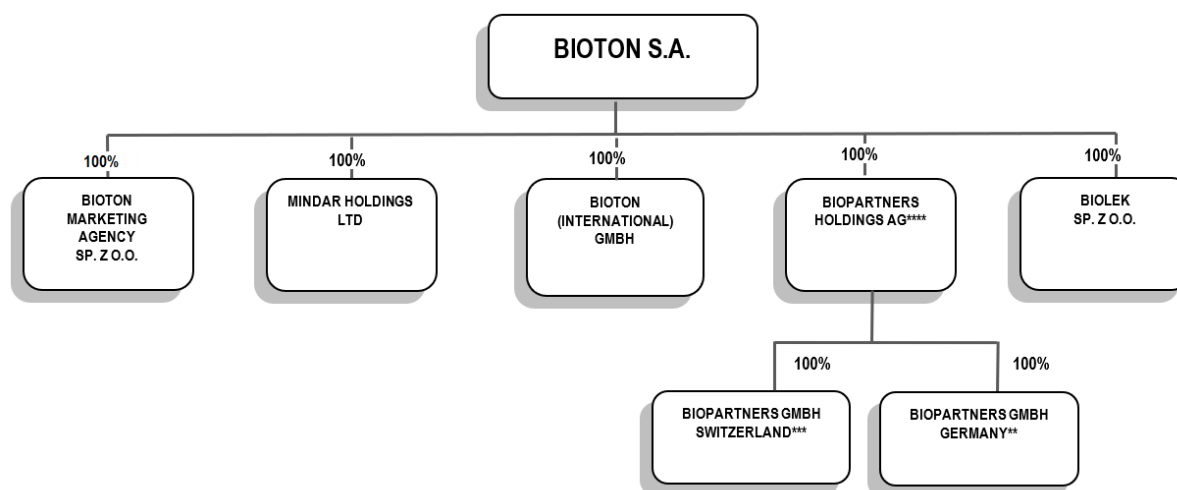 BIOTON S.A.
100%
100%
100%
100%
100%
BIOTON
MARKETING
AGENCY
SP. Z O.O.
MINDAR HOLDINGS
LTD
BIOTON
(INTERNATIONAL)
GMBH
BIOPARTNERS
HOLDINGS AG****
BIOLEK
SP. Z O.O.
100%
100%
BIOPARTNERS GMBH
SWITZERLAND***
BIOPARTNERS GMBH
GERMANY**